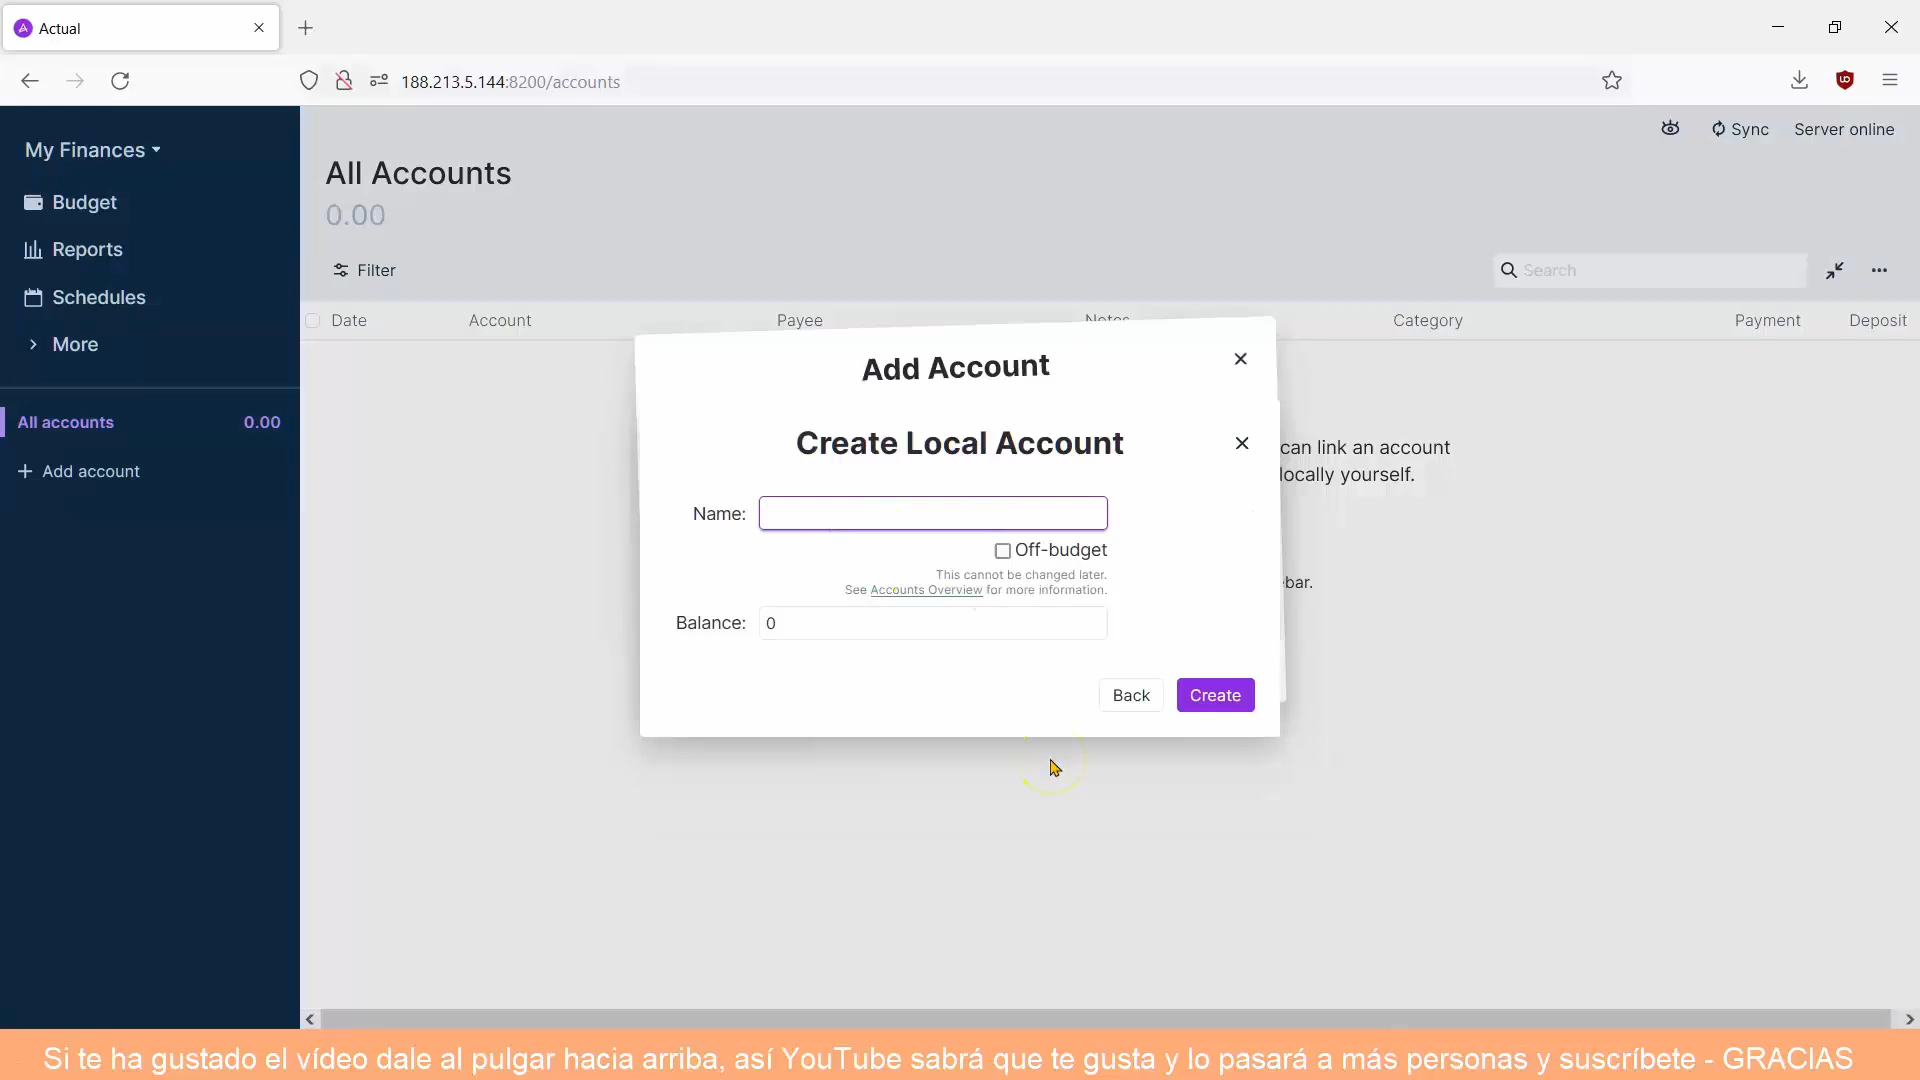 Actual
188.213.5.144:8200/accounts
My Finances
Sync
Server online
Budget
Reports
Schedules
More
All accounts 0.00
Add account
All Accounts
0.00
Filter
Search
Date Account Payee Notes Category Payment Deposit
can link an account
locally yourself.
bar.
Add Account
Create Local Account
Name:
Off-budget
This cannot be changed later.
See Accounts Overview for more information.
Balance: 0
Back
Create
Si te ha gustado el vídeo dale al pulgar hacia arriba, así YouTube sabrá que te gusta y lo pasará a más personas y suscríbete - GRACIAS